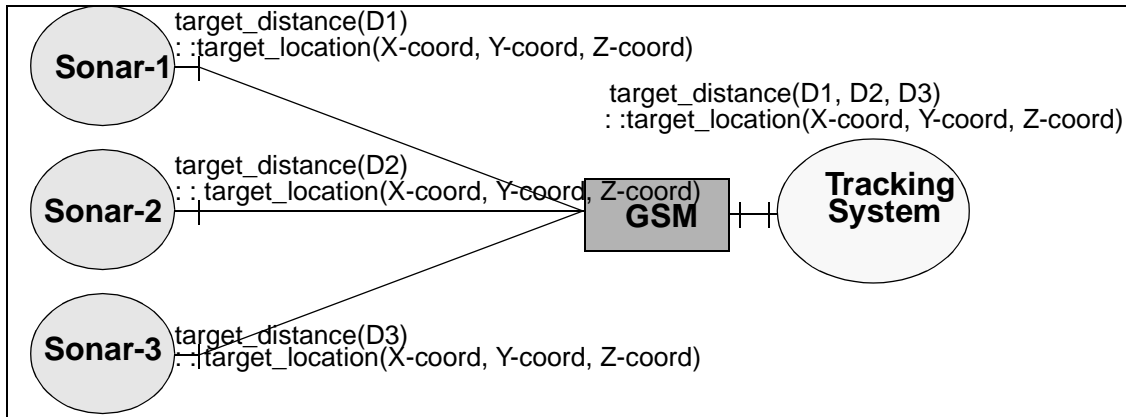 target_distance(D1)
: :target_location(X-coord, Y-coord, Z-coord)
Sonar-1
target_distance(D1, D2, D3)
: :target_location(X-coord, Y-coord, Z-coord)
target_distance(D2)
: : target_location(X-coord, Y-coord, Z-coord)
Sonar-2
GSM
Tracking
System
target_distance(D3)
: : target_location(X-coord, Y-coord, Z-coord)
Sonar-3